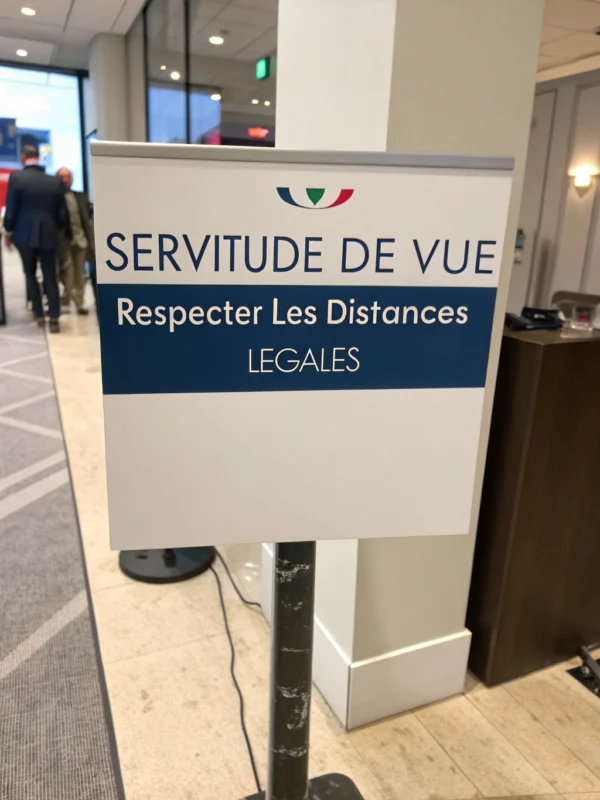 SERVITUDE DE VUE
Respecter Les Distances
LEGALES